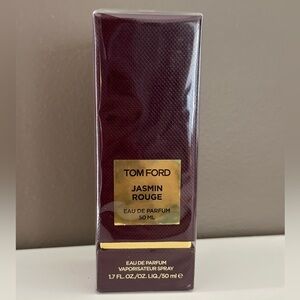 TOM FORD
JASMIN
ROUGE
EAU DE PARFUM
50 ML
EAU DE PARFUM
VAPORISATEUR SPRAY
1.7 FL.OZ./OZ. LIQ./50 ml ℮